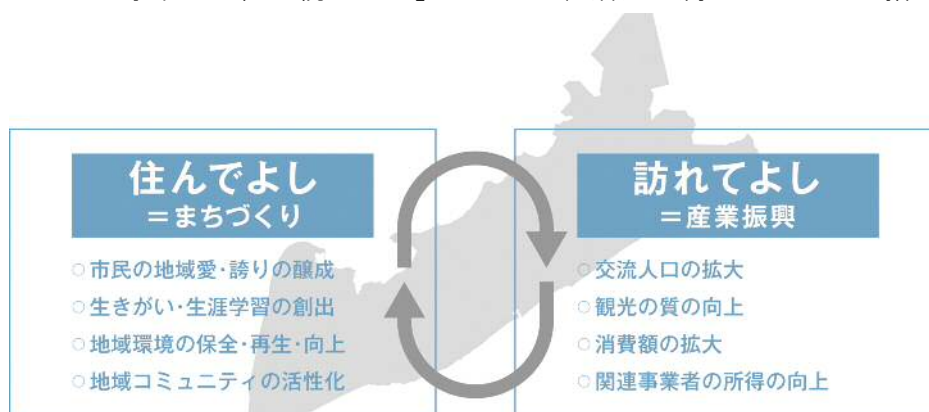 住んでよし
＝まちづくり
○市民の地域愛・誇りの醸成
○生きがい・生涯学習の創出
○地域環境の保全・再生・向上
○地域コミュニティの活性化
訪れてよし
＝産業振興
○交流人口の拡大
○観光の質の向上
○消費額の拡大
○関連事業者の所得の向上